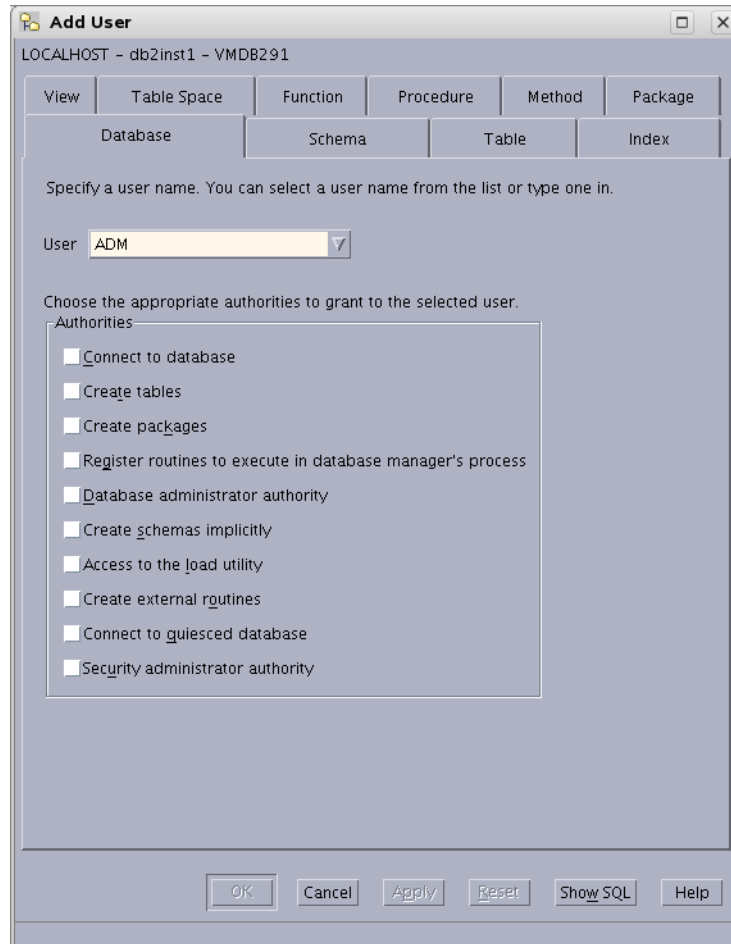 Add User
LOCALHOST - db2inst1 - VMDB291
View Table Space Function Procedure Method Package
Database Schema Table Index
Specify a user name. You can select a user name from the list or type one in.
User ADM
Choose the appropriate authorities to grant to the selected user.
Authorities
Connect to database
Create tables
Create packages
Register routines to execute in database manager's process
Database administrator authority
Create schemas implicitly
Access to the load utility
Create external routines
Connect to quiesced database
Security administrator authority
OK Cancel Apply Reset Show SQL Help